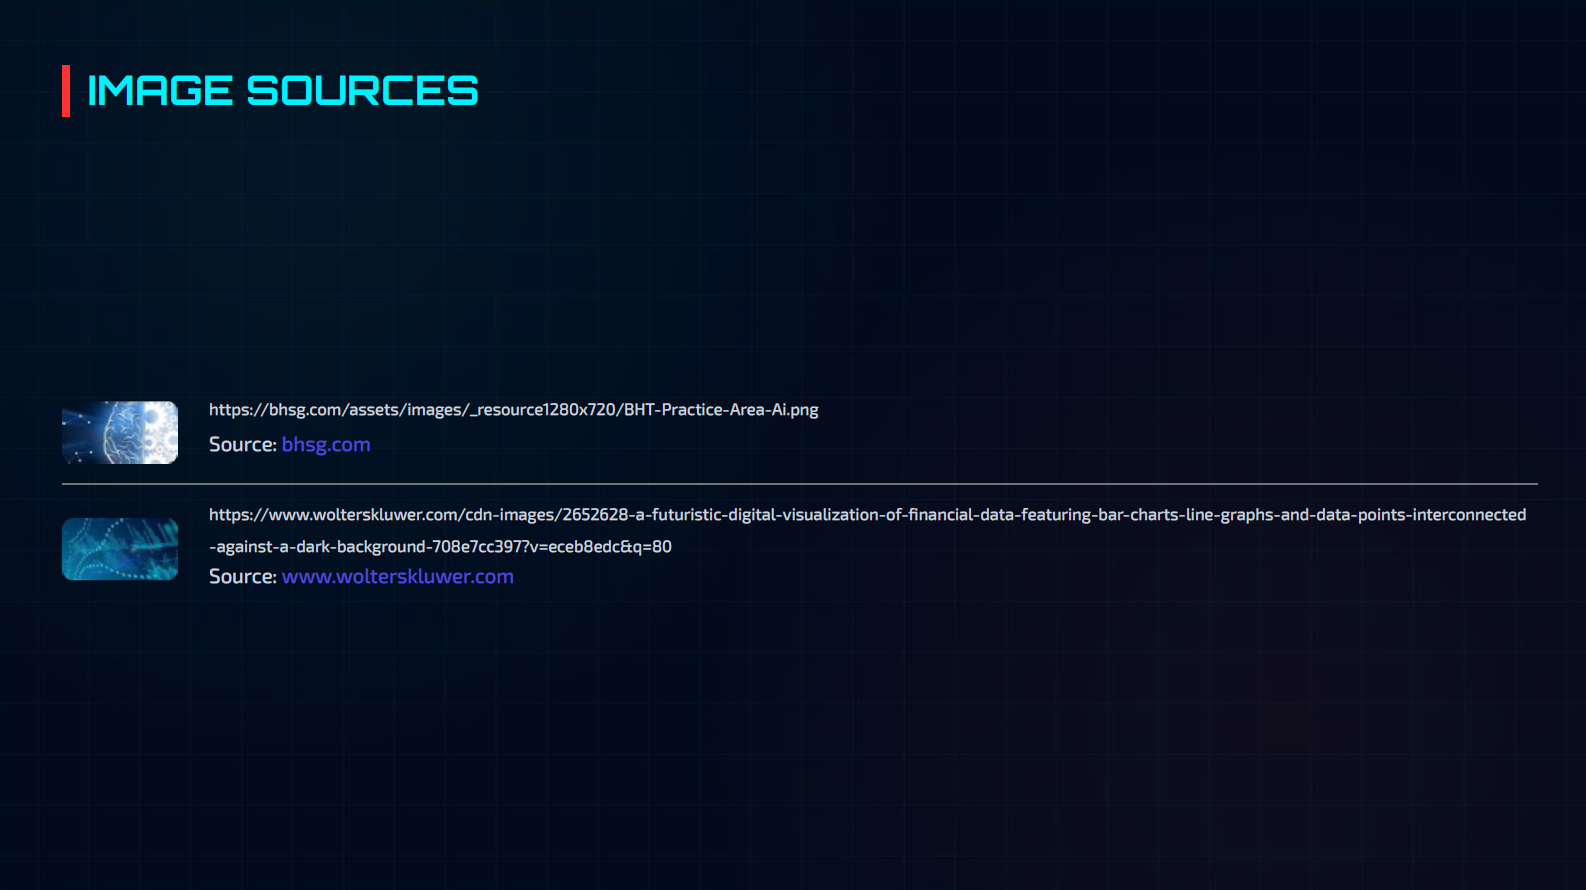 IMAGE SOURCES
https://bhsg.com/assets/images/_resource1280x720/BHT-Practice-Area-Ai.png
Source: bhsg.com
https://www.wolterskluwer.com/cdn-images/2652628-a-futuristic-digital-visualization-of-financial-data-featuring-bar-charts-line-graphs-and-data-points-interconnected
-against-a-dark-background-708e7cc397?v=eceb8edc&q=80
Source: www.wolterskluwer.com